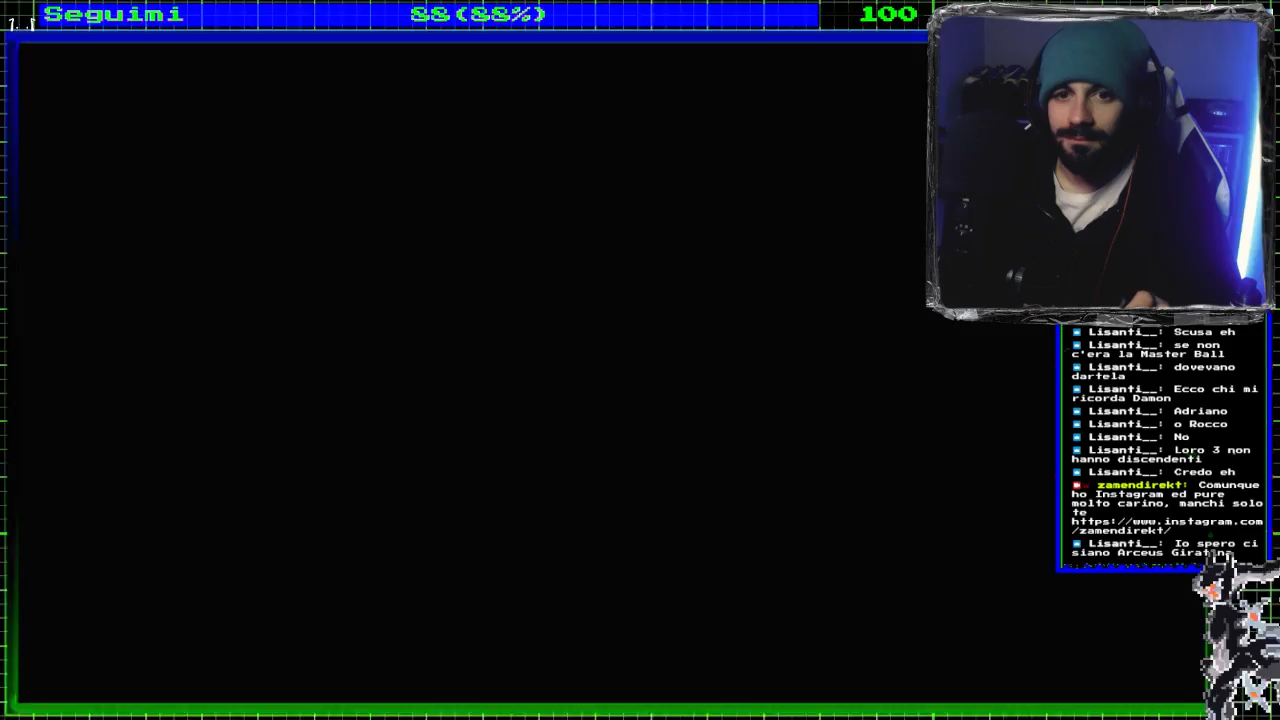 Seguimi 88(88%) 100
Lisanti__: Scusa eh
Lisanti__: se non
c'era la Master Ball
Lisanti__: dovevano
dartela
Lisanti__: Ecco chi mi
ricorda Damon
Lisanti__: Adriano
Lisanti__: o Rocco
Lisanti__: No
Lisanti__: Loro 3 non
hanno discendenti
Lisanti__: Credo eh
zamendirekt: Comunque
ho Instagram ed pure
molto carino, manchi solo
te
https://www.instagram.com
/zamendirekt/
Lisanti__: Io spero ci
siano Arceus Giratina